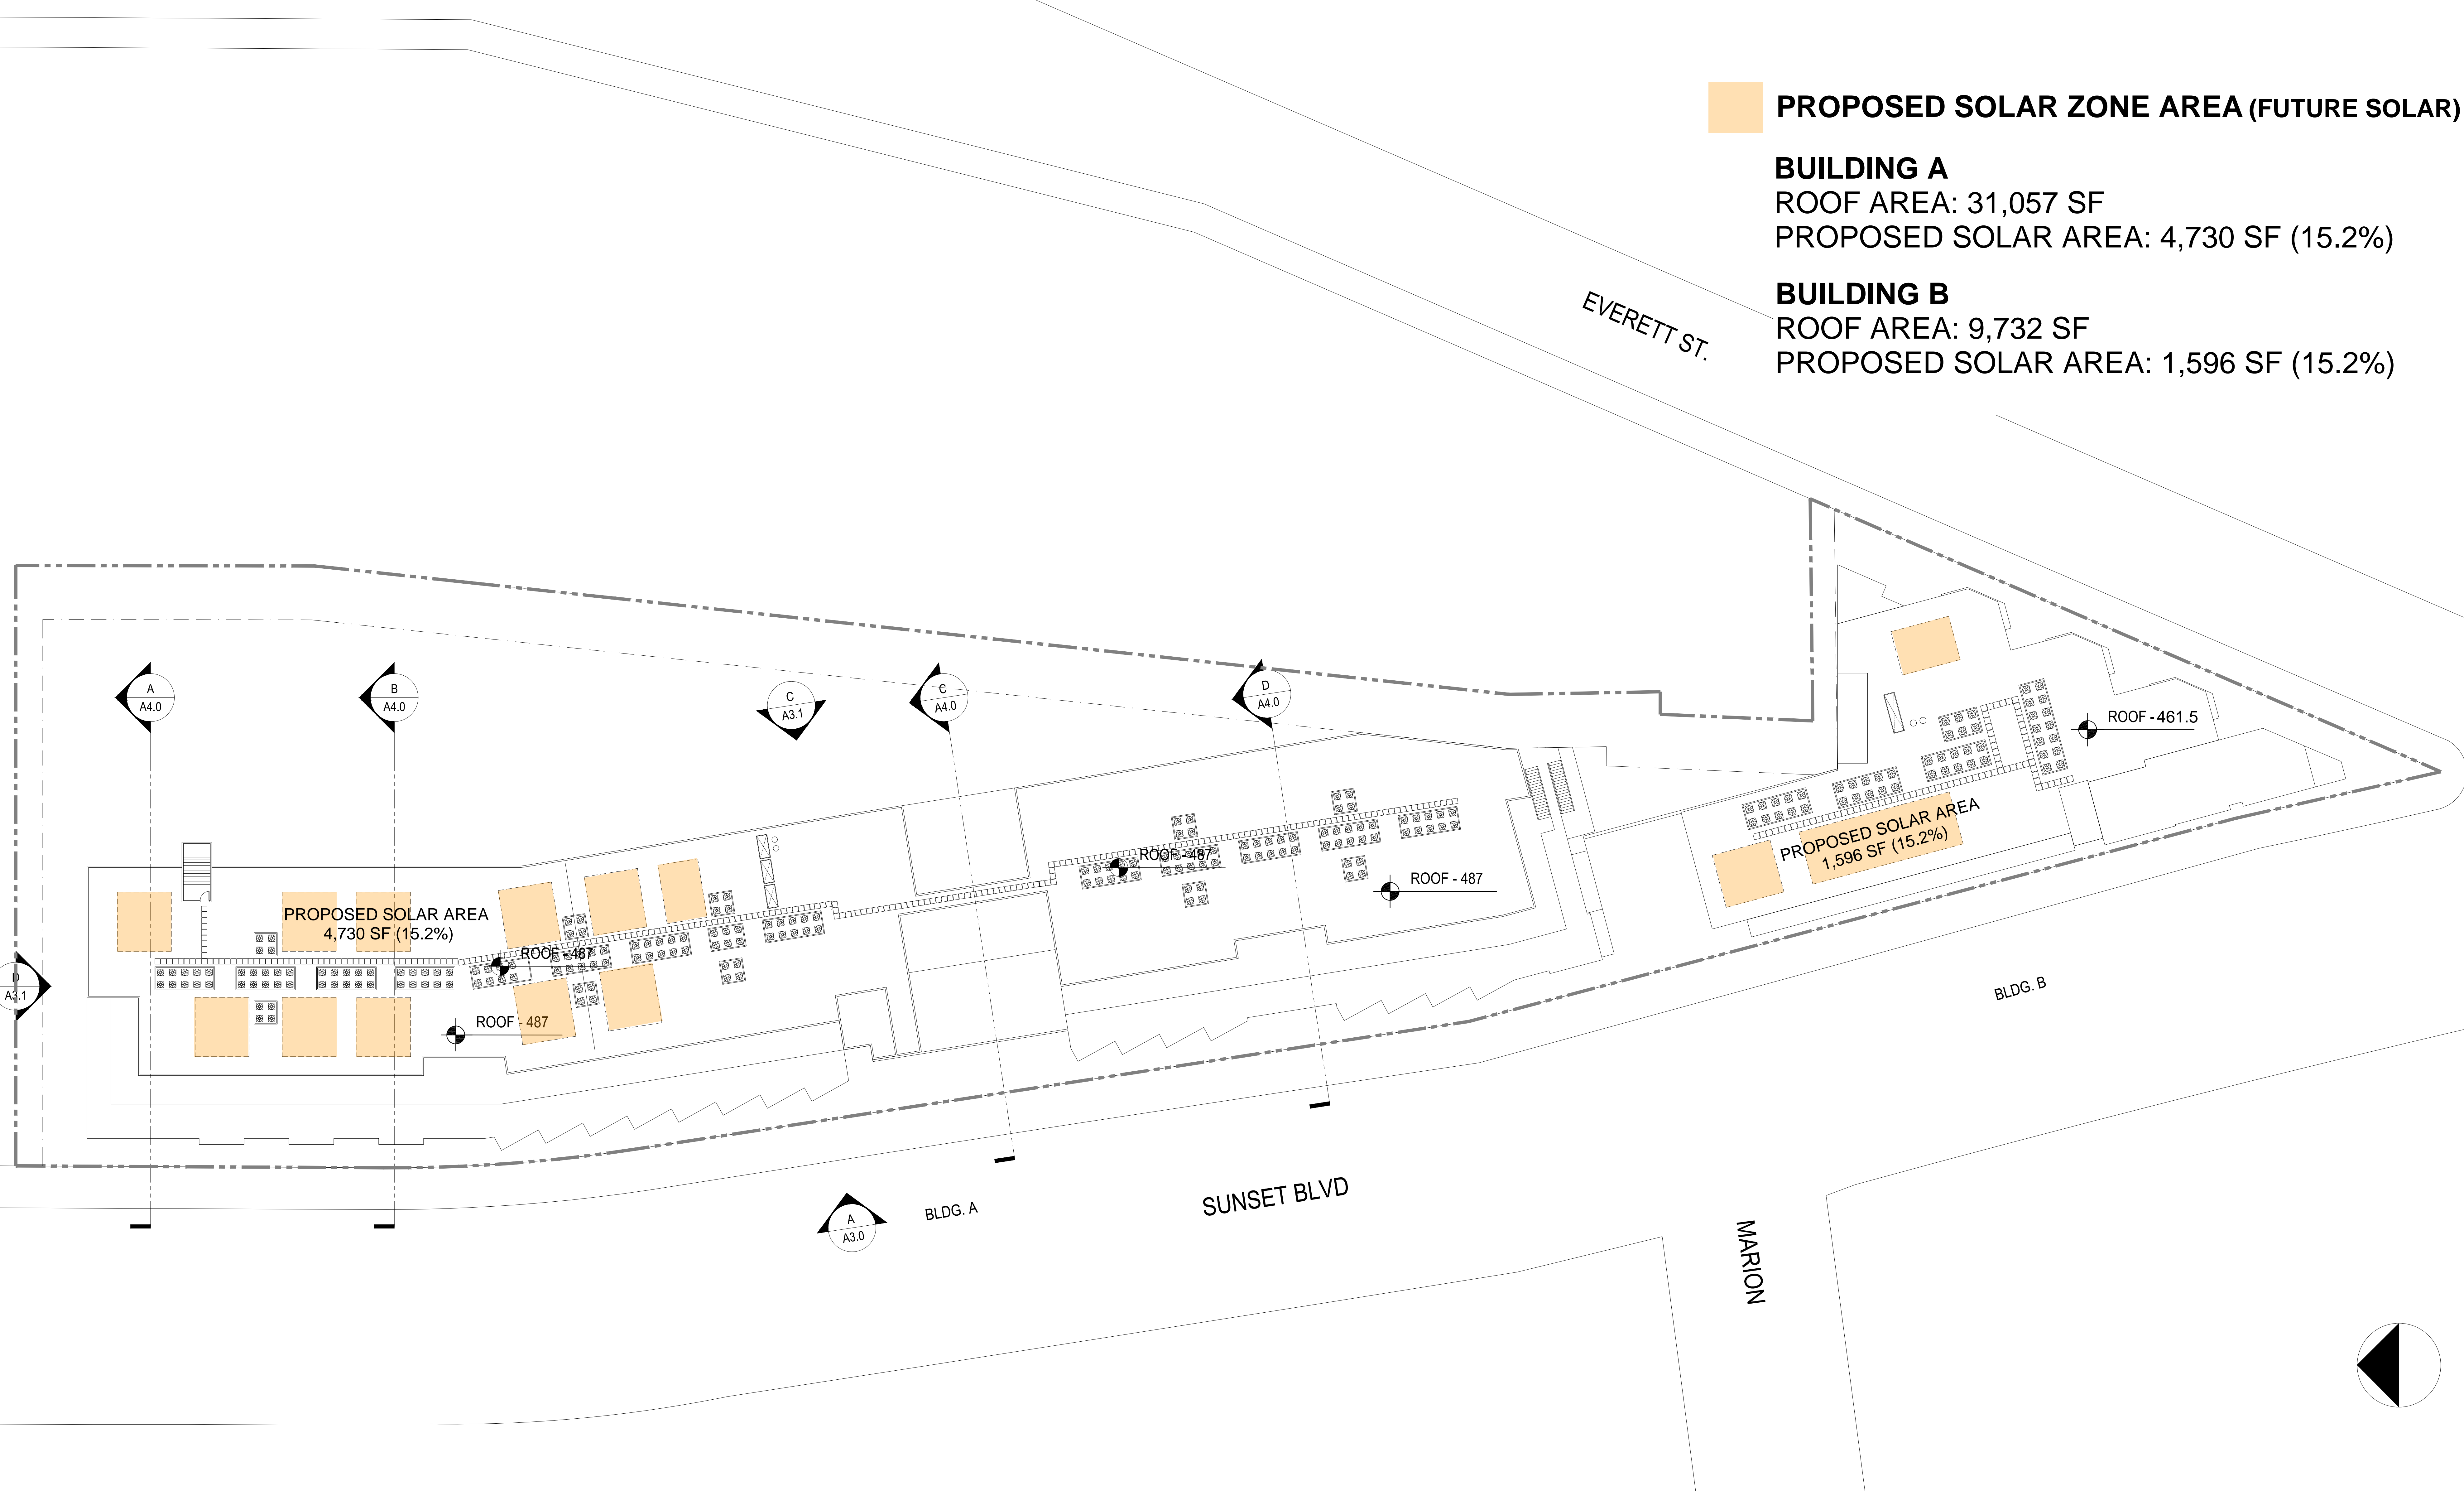 PROPOSED SOLAR ZONE AREA (FUTURE SOLAR)
BUILDING A
ROOF AREA: 31,057 SF
PROPOSED SOLAR AREA: 4,730 SF (15.2%)
BUILDING B
ROOF AREA: 9,732 SF
PROPOSED SOLAR AREA: 1,596 SF (15.2%)
EVERETT ST.
A
A4.0
B
A4.0
C
A3.1
C
A4.0
D
A4.0
ROOF - 461.5
PROPOSED SOLAR AREA
1,596 SF (15.2%)
ROOF - 487
ROOF - 487
PROPOSED SOLAR AREA
4,730 SF (15.2%)
ROOF - 487
D
A3.1
ROOF - 487
BLDG. B
SUNSET BLVD
BLDG. A
A
A3.0
MARION